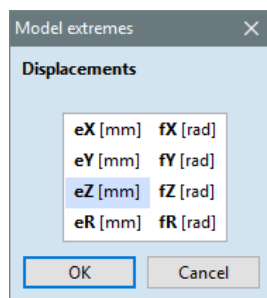 Model extremes
Displacements
eX [mm] fX [rad]
eY [mm] fY [rad]
eZ [mm] fZ [rad]
eR [mm] fR [rad]
OK Cancel